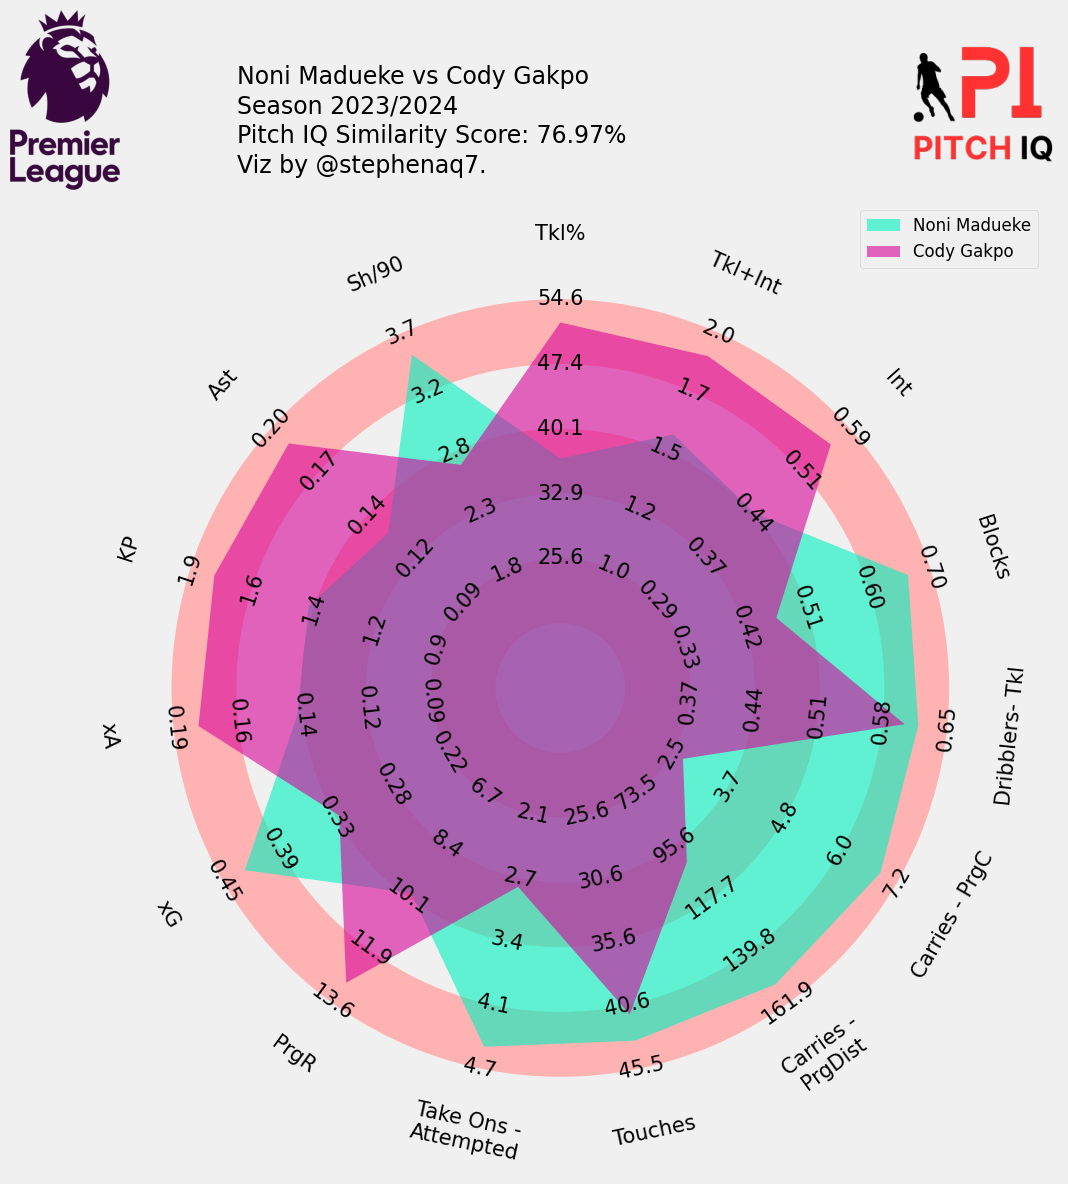 Noni Madueke vs Cody Gakpo
Season 2023/2024
Pitch IQ Similarity Score: 76.97%
Viz by @stephenaq7.
Premier
League
PI
PITCH IQ
Noni Madueke
Cody Gakpo
Tkl%
54.6
47.4
40.1
32.9
25.6
Tkl+Int
2.0
1.7
1.5
1.2
1.0
Int
0.59
0.51
0.44
0.37
0.29
Blocks
0.70
0.60
0.51
0.42
0.33
Dribblers- Tkl
0.65
0.58
0.51
0.44
0.37
Carries - PrgC
7.2
6.0
4.8
3.7
2.5
Carries -
PrgDist
161.9
139.8
117.7
95.6
73.5
Touches
45.5
40.6
35.6
30.6
25.6
Take Ons -
Attempted
4.7
4.1
3.4
2.7
2.1
PrgR
13.6
11.9
10.1
8.4
6.7
xG
0.45
0.39
0.33
0.28
0.22
xA
0.19
0.16
0.14
0.12
0.09
KP
1.9
1.6
1.4
1.2
0.9
Ast
0.20
0.17
0.14
0.12
0.09
Sh/90
3.7
3.2
2.8
2.3
1.8